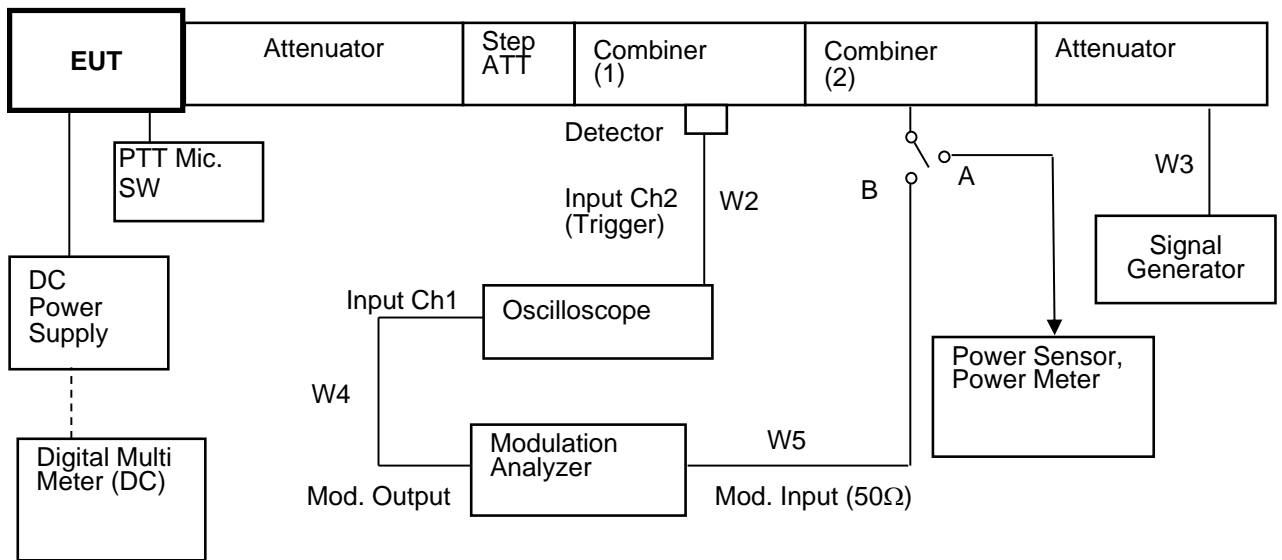 EUT
Attenuator
Step
ATT
Combiner
(1)
Combiner
(2)
Attenuator
Detector
PTT Mic.
SW
Input Ch2
(Trigger)
W2
B
A
W3
Signal
Generator
DC
Power
Supply
Input Ch1
Oscilloscope
Power Sensor,
Power Meter
W4
Modulation
Analyzer
W5
Digital Multi
Meter (DC)
Mod. Output
Mod. Input (50Ω)